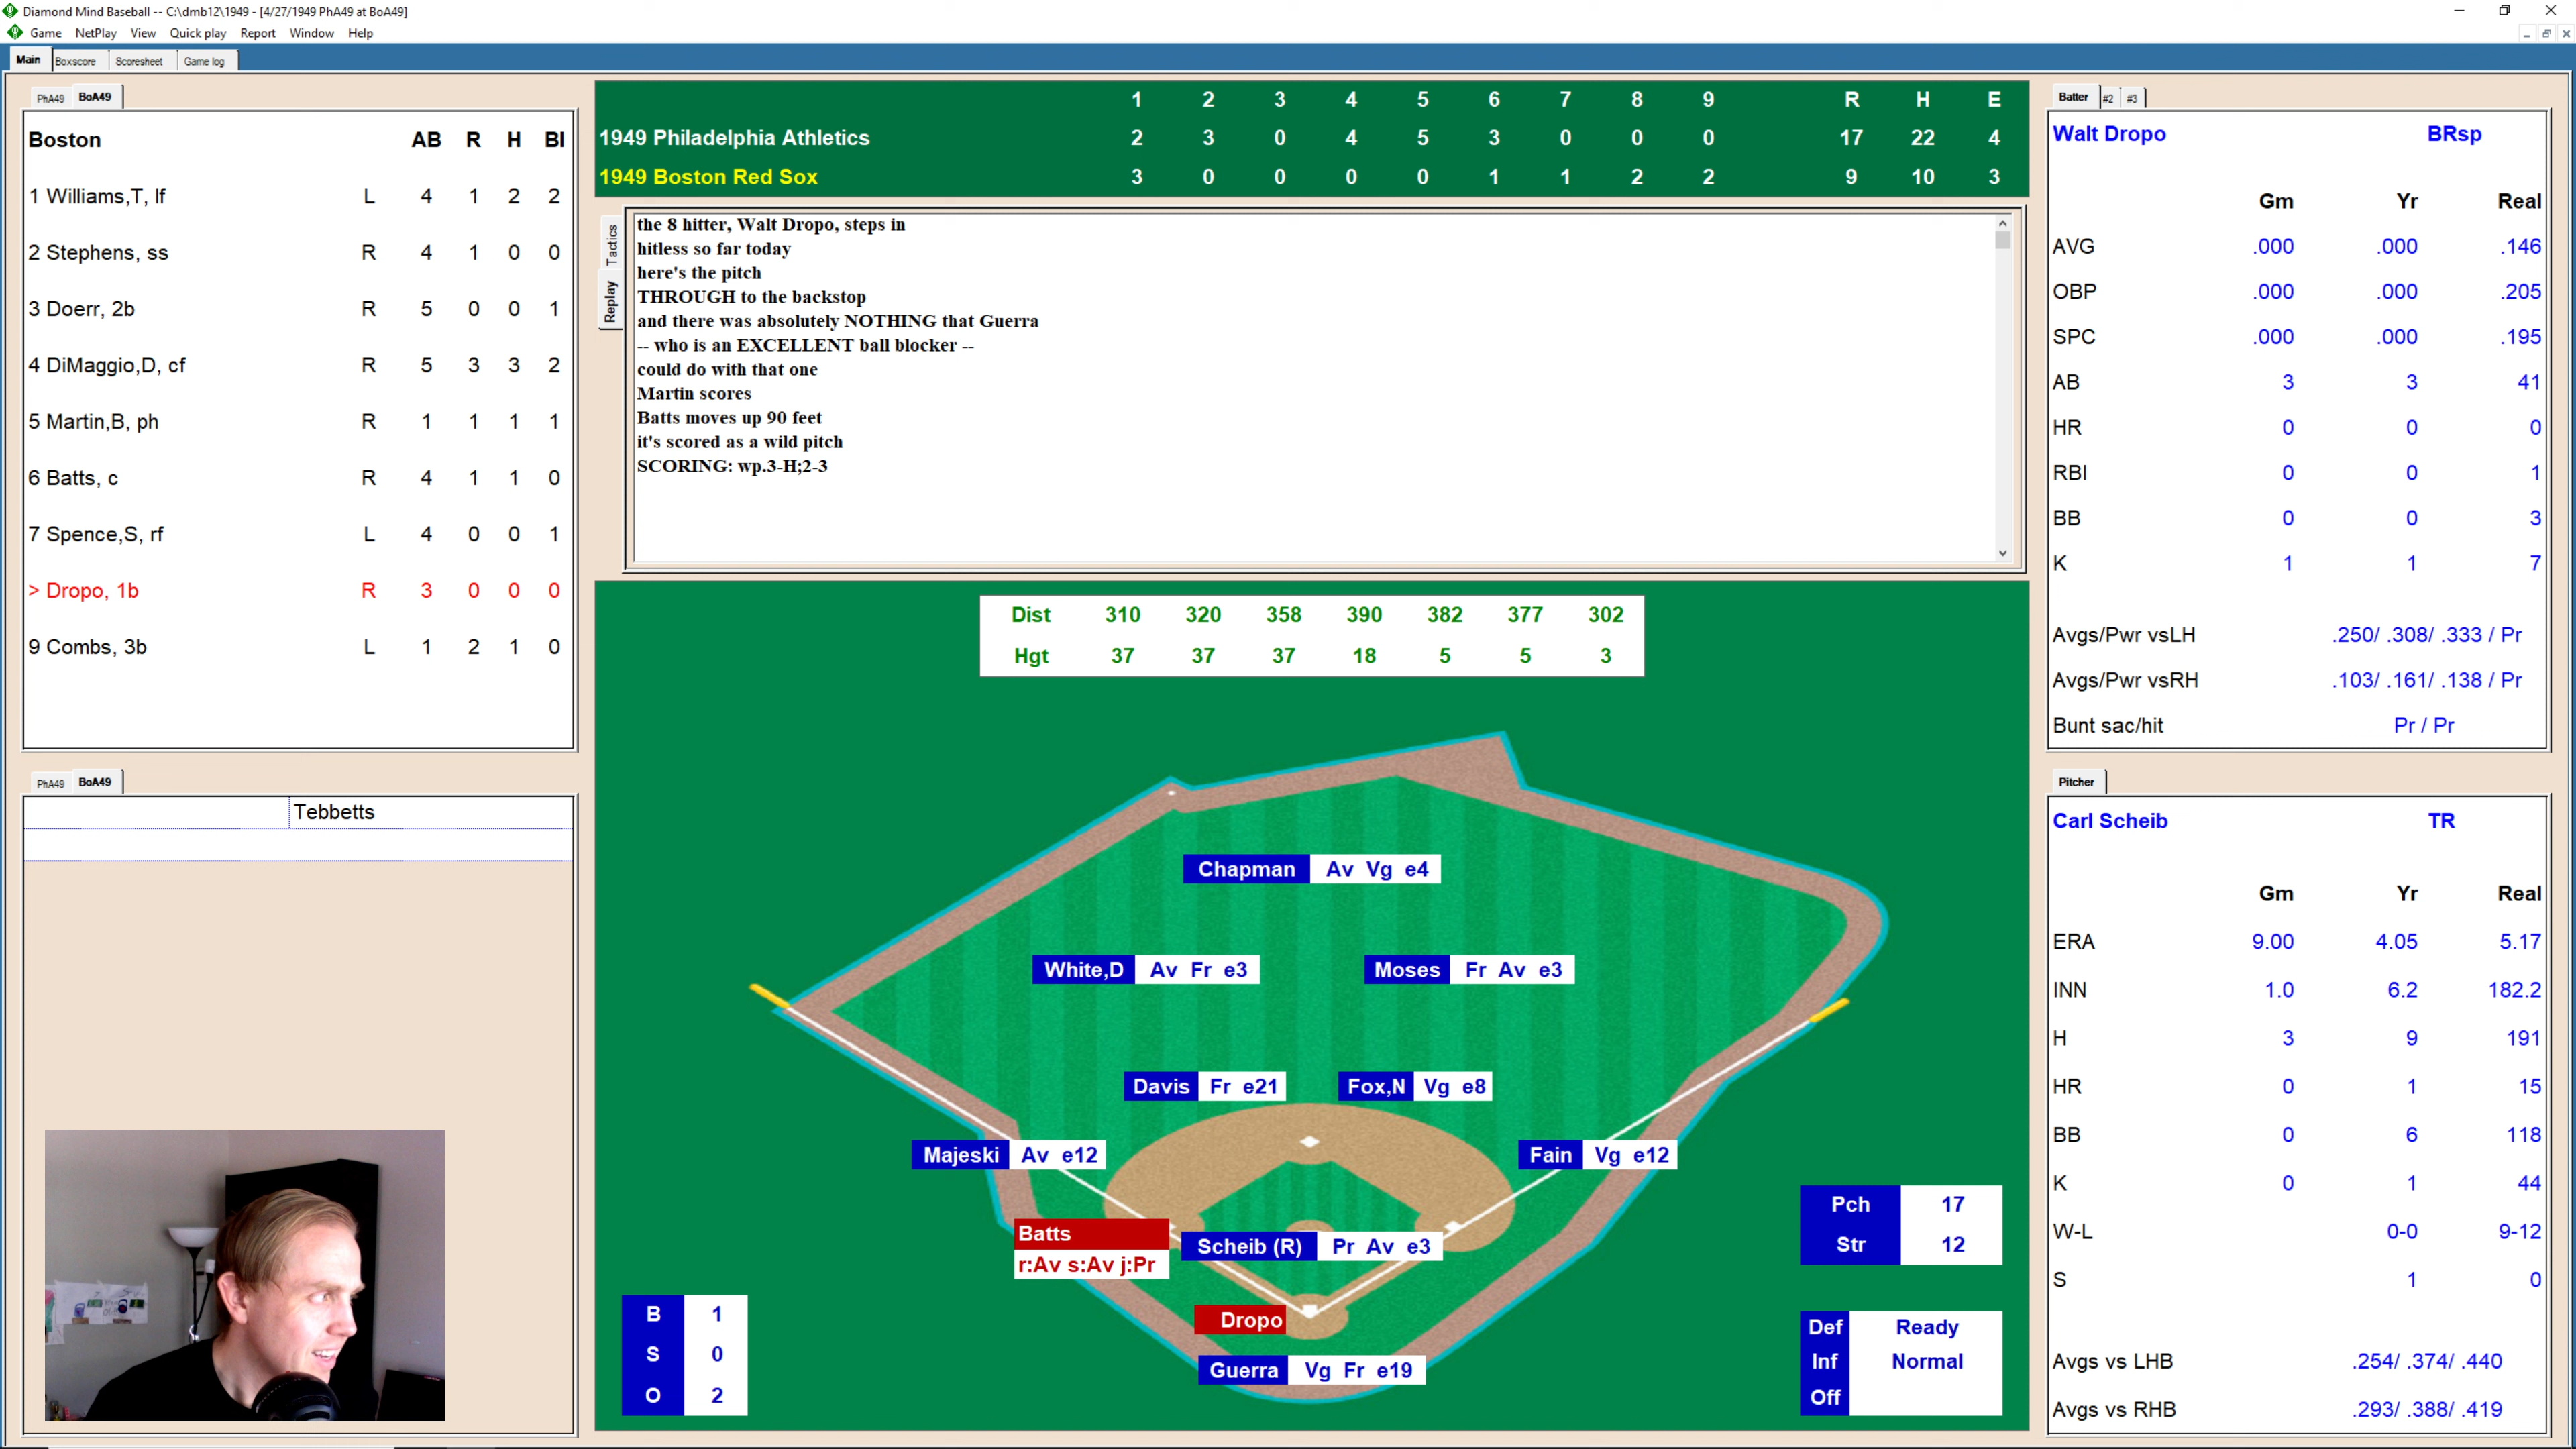 Diamond Mind Baseball -- C:\dmb12\1949 - [4/27/1949 PhA49 at BoA49]
Game NetPlay View Quick play Report Window Help
Main Boxscore Scoresheet Game log
PhA49 BoA49
Boston AB R H BI
1 Williams,T, lf L 4 1 2 2
2 Stephens, ss R 4 1 0 0
3 Doerr, 2b R 5 0 0 1
4 DiMaggio,D, cf R 5 3 3 2
5 Martin,B, ph R 1 1 1 1
6 Batts, c R 4 1 1 0
7 Spence,S, rf L 4 0 0 1
> Dropo, 1b R 3 0 0 0
9 Combs, 3b L 1 2 1 0
PhA49 BoA49
Tebbetts
1 2 3 4 5 6 7 8 9 R H E
1949 Philadelphia Athletics 2 3 0 4 5 3 0 0 0 17 22 4
1949 Boston Red Sox 3 0 0 0 0 1 1 2 2 9 10 3
Tactics
Replay
the 8 hitter, Walt Dropo, steps in
hitless so far today
here's the pitch
THROUGH to the backstop
and there was absolutely NOTHING that Guerra
-- who is an EXCELLENT ball blocker --
could do with that one
Martin scores
Batts moves up 90 feet
it's scored as a wild pitch
SCORING: wp.3-H;2-3
Dist 310 320 358 390 382 377 302
Hgt 37 37 37 18 5 5 3
Chapman Av Vg e4
White,D Av Fr e3
Moses Fr Av e3
Davis Fr e21
Fox,N Vg e8
Majeski Av e12
Fain Vg e12
Batts
r:Av s:Av j:Pr
Scheib (R) Pr Av e3
Dropo
Guerra Vg Fr e19
B 1
S 0
O 2
Pch 17
Str 12
Def Ready
Inf Normal
Off
Batter #2 #3
Walt Dropo BRsp
Gm Yr Real
AVG .000 .000 .146
OBP .000 .000 .205
SPC .000 .000 .195
AB 3 3 41
HR 0 0 0
RBI 0 0 1
BB 0 0 3
K 1 1 7
Avgs/Pwr vsLH .250/ .308/ .333 / Pr
Avgs/Pwr vsRH .103/ .161/ .138 / Pr
Bunt sac/hit Pr / Pr
Pitcher
Carl Scheib TR
Gm Yr Real
ERA 9.00 4.05 5.17
INN 1.0 6.2 182.2
H 3 9 191
HR 0 1 15
BB 0 6 118
K 0 1 44
W-L 0-0 9-12
S 1 0
Avgs vs LHB .254/ .374/ .440
Avgs vs RHB .293/ .388/ .419